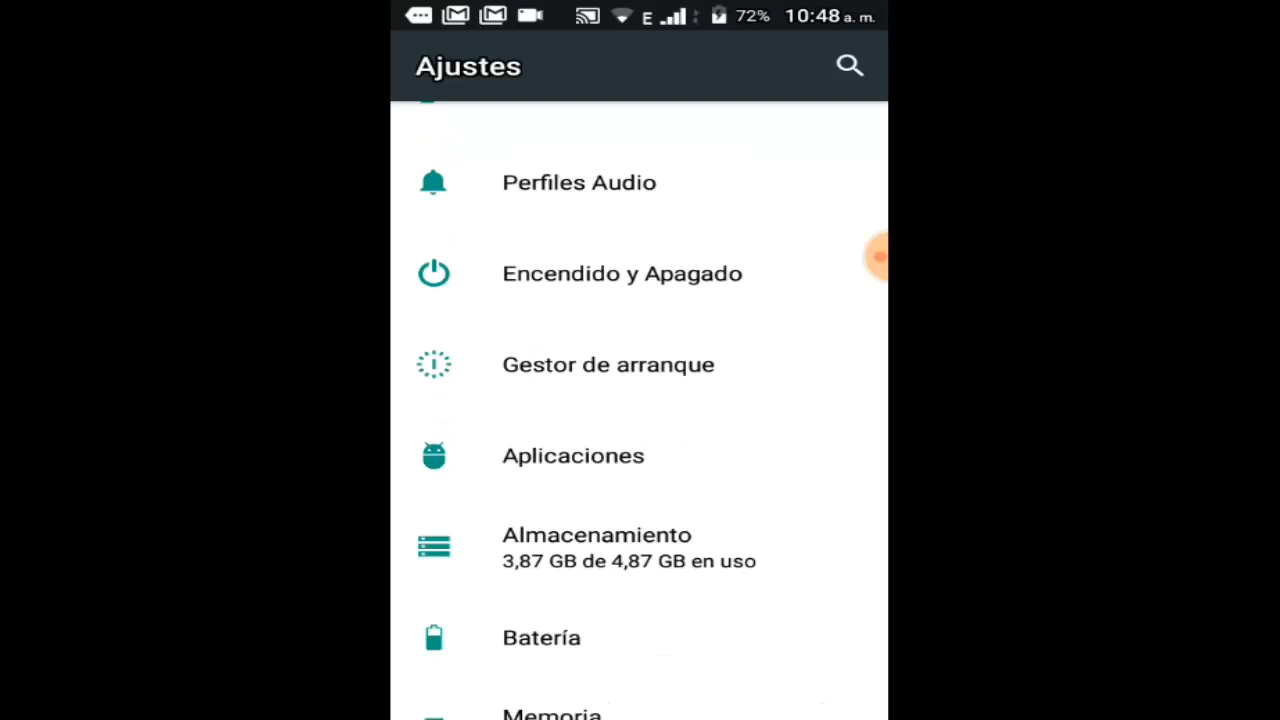 E 72% 10:48 a. m.
Ajustes
Perfiles Audio
Encendido y Apagado
Gestor de arranque
Aplicaciones
Almacenamiento
3,87 GB de 4,87 GB en uso
Batería
Memoria